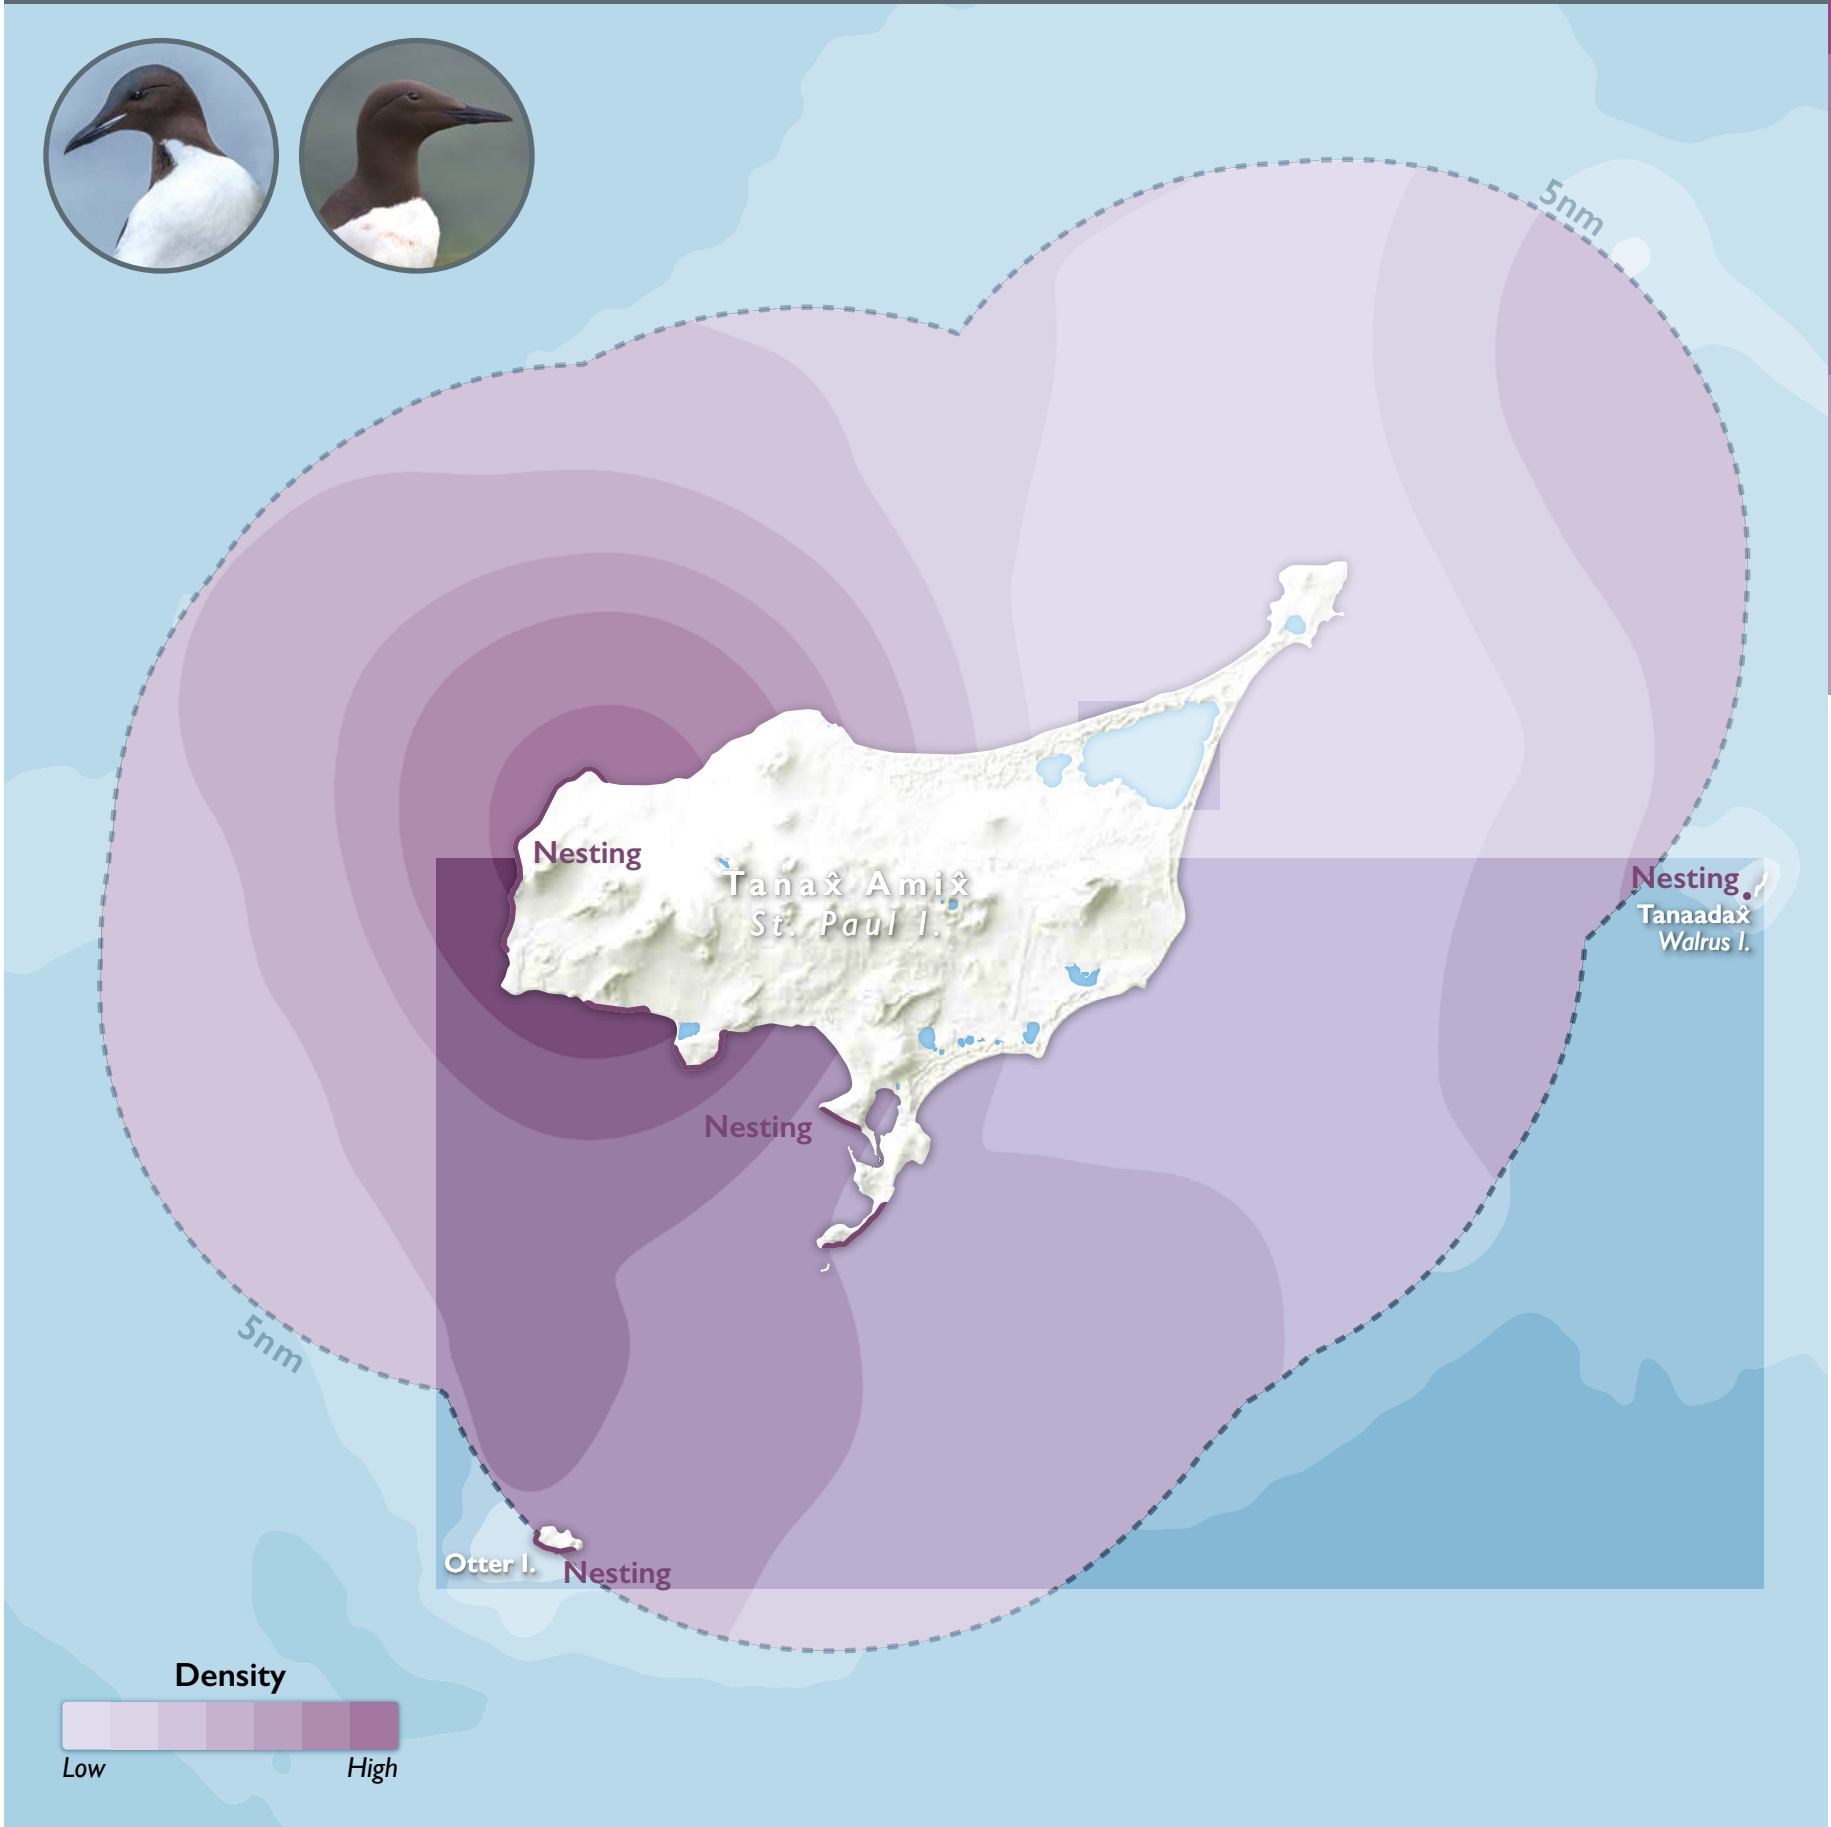 5nm
Nesting
Tanax̂ Amix̂
St. Paul I.
Nesting
Tanaadax̂
Walrus I.
Nesting
5nm
Otter I.
Nesting
Density
Low
High